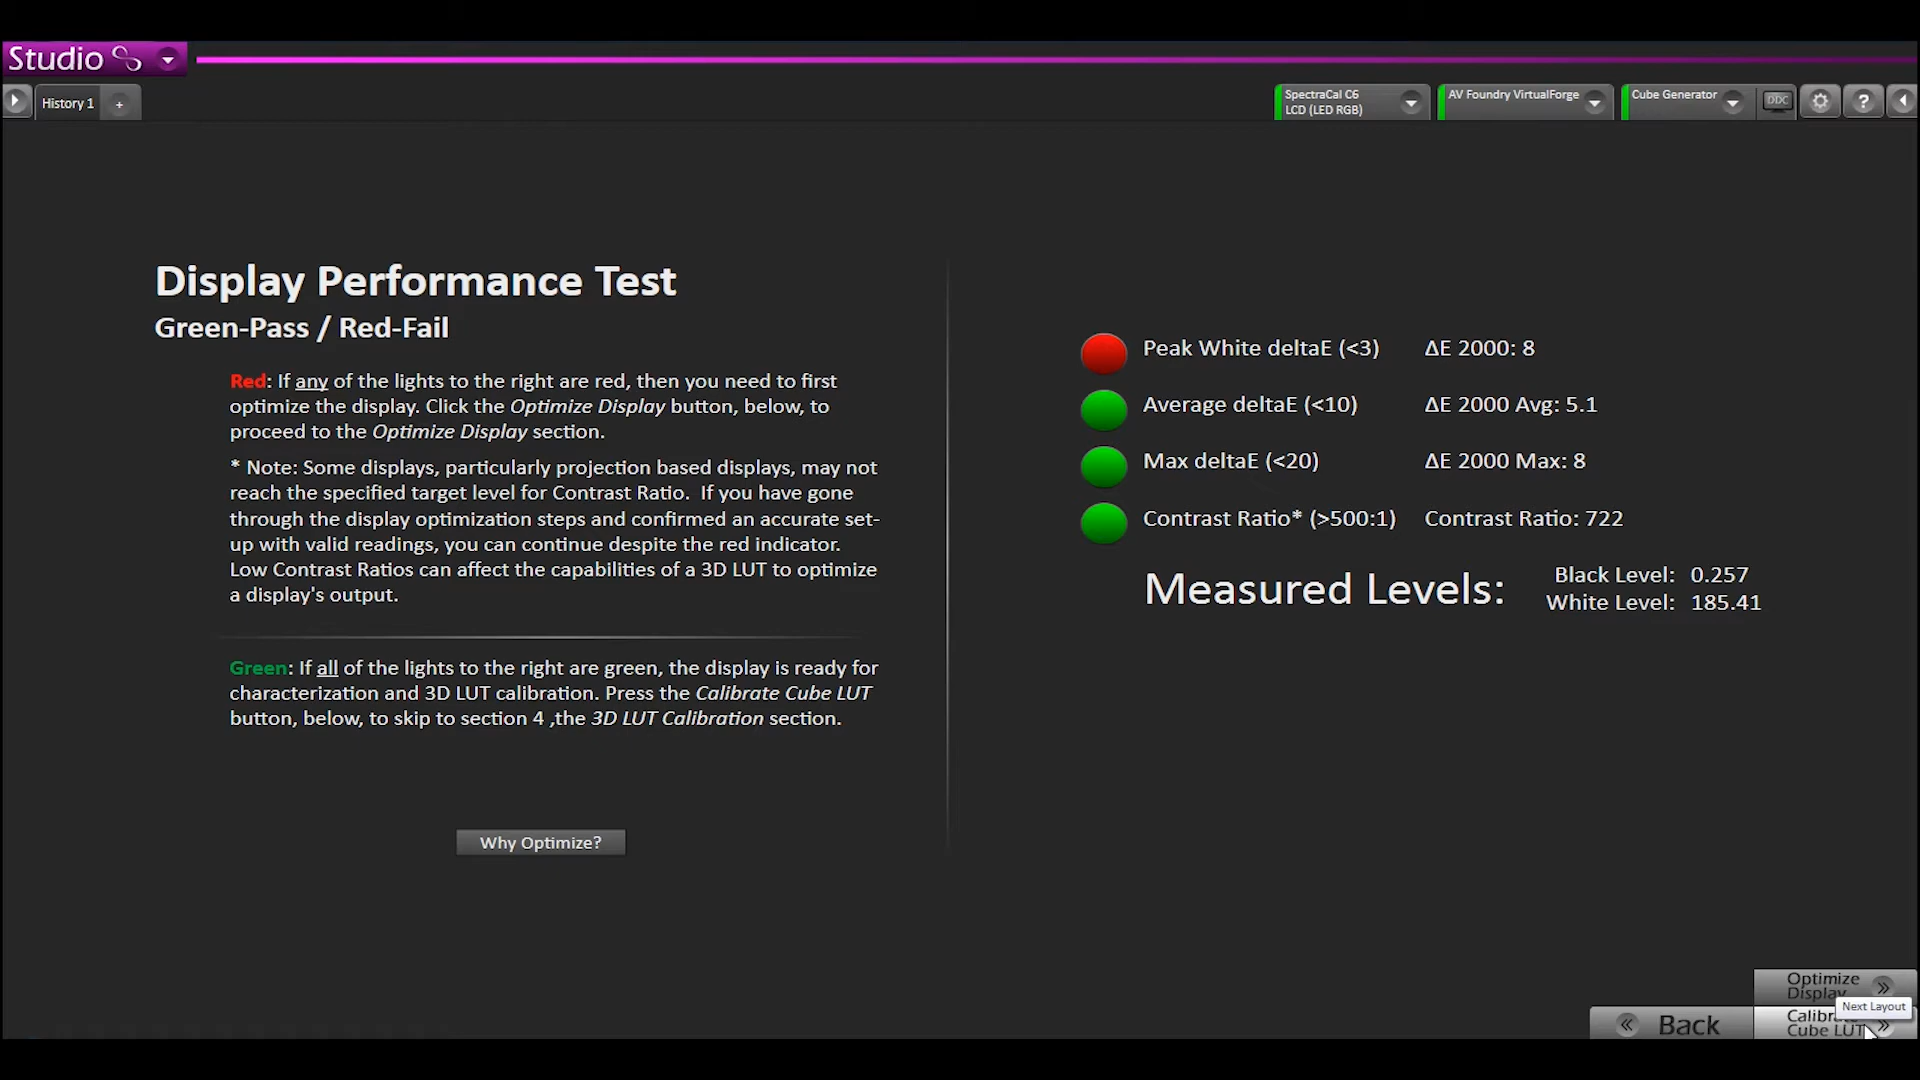 Studio
History 1
+
SpectraCal C6
LCD (LED RGB)
AV Foundry VirtualForge
Cube Generator
DDC
?
Display Performance Test
Green-Pass / Red-Fail
Red: If any of the lights to the right are red, then you need to first
optimize the display. Click the Optimize Display button, below, to
proceed to the Optimize Display section.
* Note: Some displays, particularly projection based displays, may not
reach the specified target level for Contrast Ratio. If you have gone
through the display optimization steps and confirmed an accurate set-
up with valid readings, you can continue despite the red indicator.
Low Contrast Ratios can affect the capabilities of a 3D LUT to optimize
a display's output.
Green: If all of the lights to the right are green, the display is ready for
characterization and 3D LUT calibration. Press the Calibrate Cube LUT
button, below, to skip to section 4 ,the 3D LUT Calibration section.
Why Optimize?
Peak White deltaE (<3) ΔE 2000: 8
Average deltaE (<10) ΔE 2000 Avg: 5.1
Max deltaE (<20) ΔE 2000 Max: 8
Contrast Ratio* (>500:1) Contrast Ratio: 722
Measured Levels:
Black Level: 0.257
White Level: 185.41
Optimize
Display
Next Layout
Back
Calibrate
Cube LUT